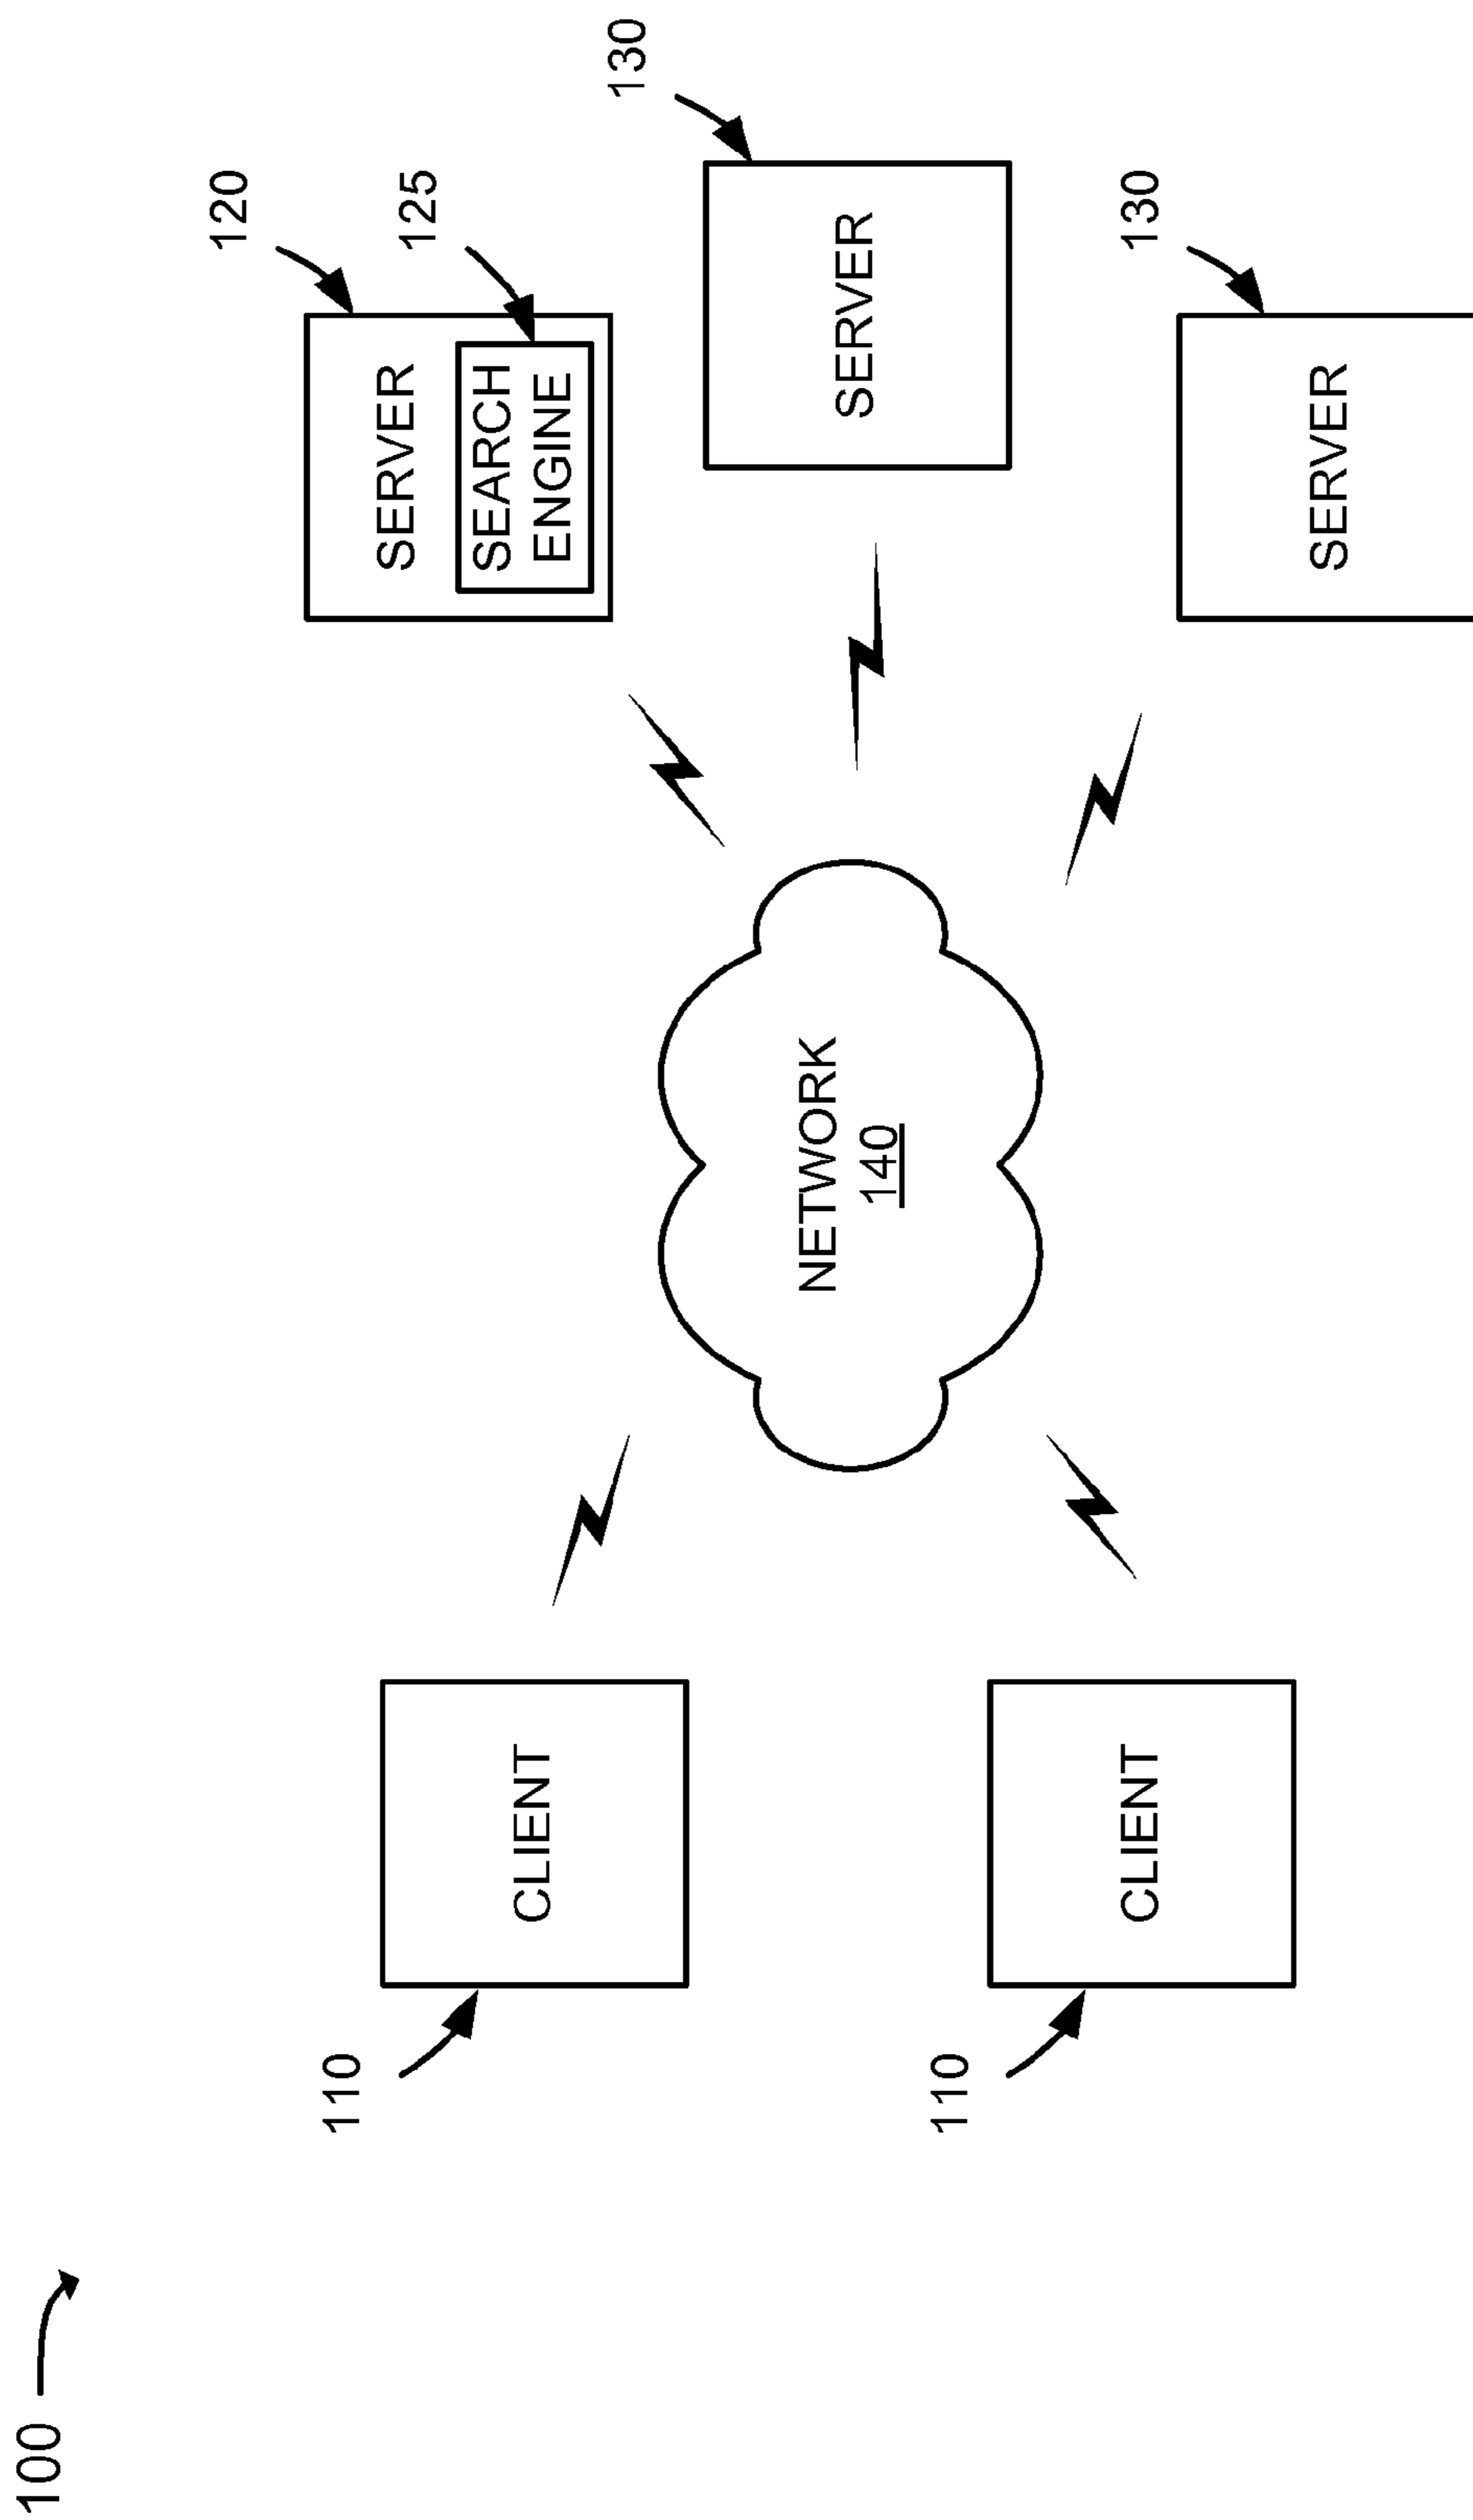 100
110
CLIENT
110
CLIENT
NETWORK
140
120
SERVER
125
SEARCH
ENGINE
130
SERVER
130
SERVER